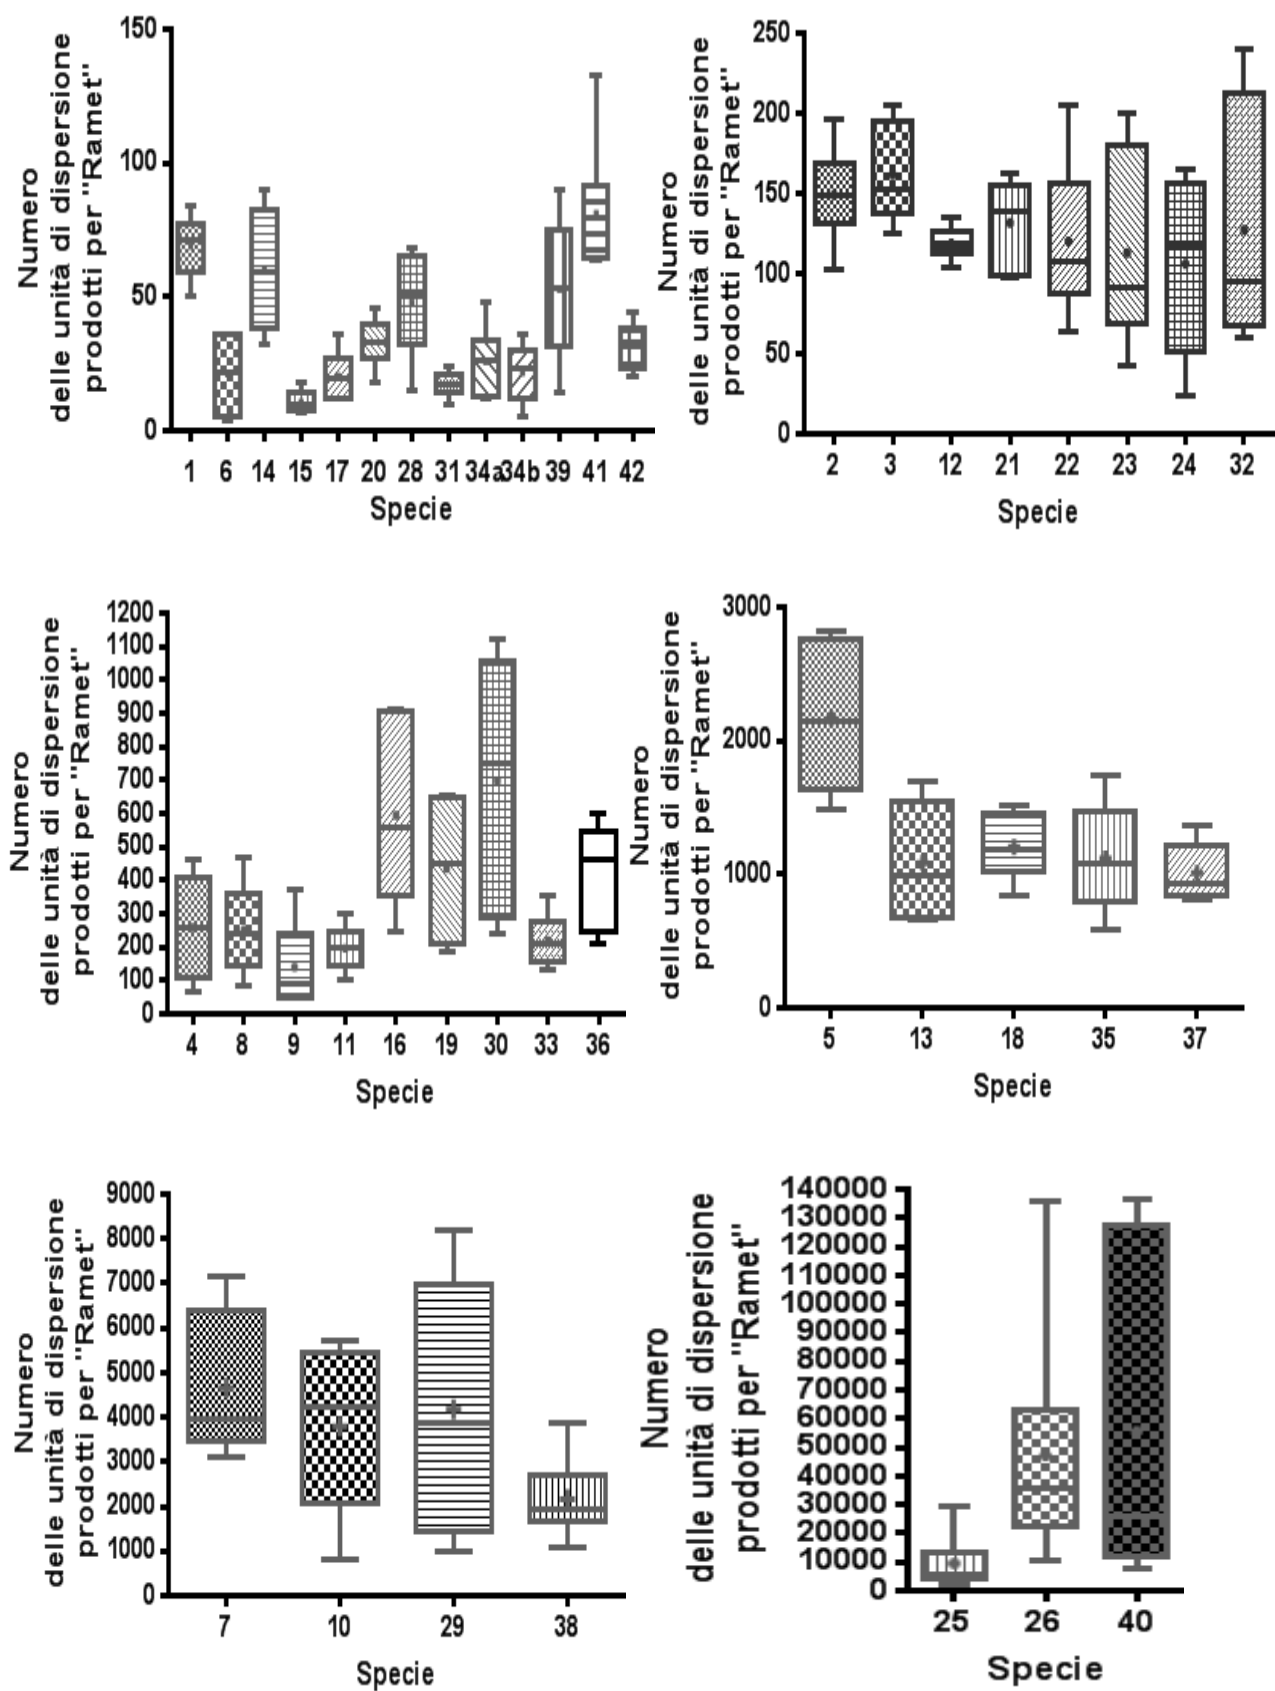 Numero
delle unità di dispersione
prodotti per "Ramet"
150
100
50
0
1 6 14 15 17 20 28 31 34a 34b 39 41 42
Specie
Numero
delle unità di dispersione
prodotti per "Ramet"
250
200
150
100
50
0
2 3 12 21 22 23 24 32
Specie
Numero
delle unità di dispersione
prodotti per "Ramet"
1200
1100
1000
900
800
700
600
500
400
300
200
100
0
4 8 9 11 16 19 30 33 36
Specie
Numero
delle unità di dispersione
prodotti per "Ramet"
3000
2000
1000
0
5 13 18 35 37
Specie
Numero
delle unità di dispersione
prodotti per "Ramet"
9000
8000
7000
6000
5000
4000
3000
2000
1000
0
7 10 29 38
Specie
Numero
delle unità di dispersione
prodotti per "Ramet"
140000
130000
120000
110000
100000
90000
80000
70000
60000
50000
40000
30000
20000
10000
0
25 26 40
Specie